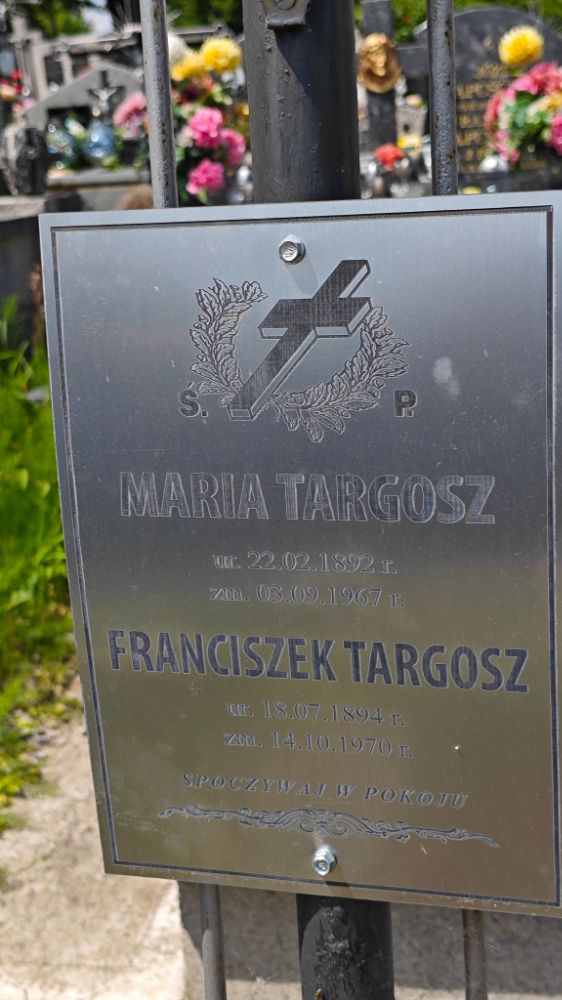 Ś. P.
MARIA TARGOSZ
ur. 22.02.1892 r.
zm. 03.09.1967 r.
FRANCISZEK TARGOSZ
ur. 18.07.1894 r.
zm. 14.10.1970 r.
SPOCZYWAJ W POKOJU